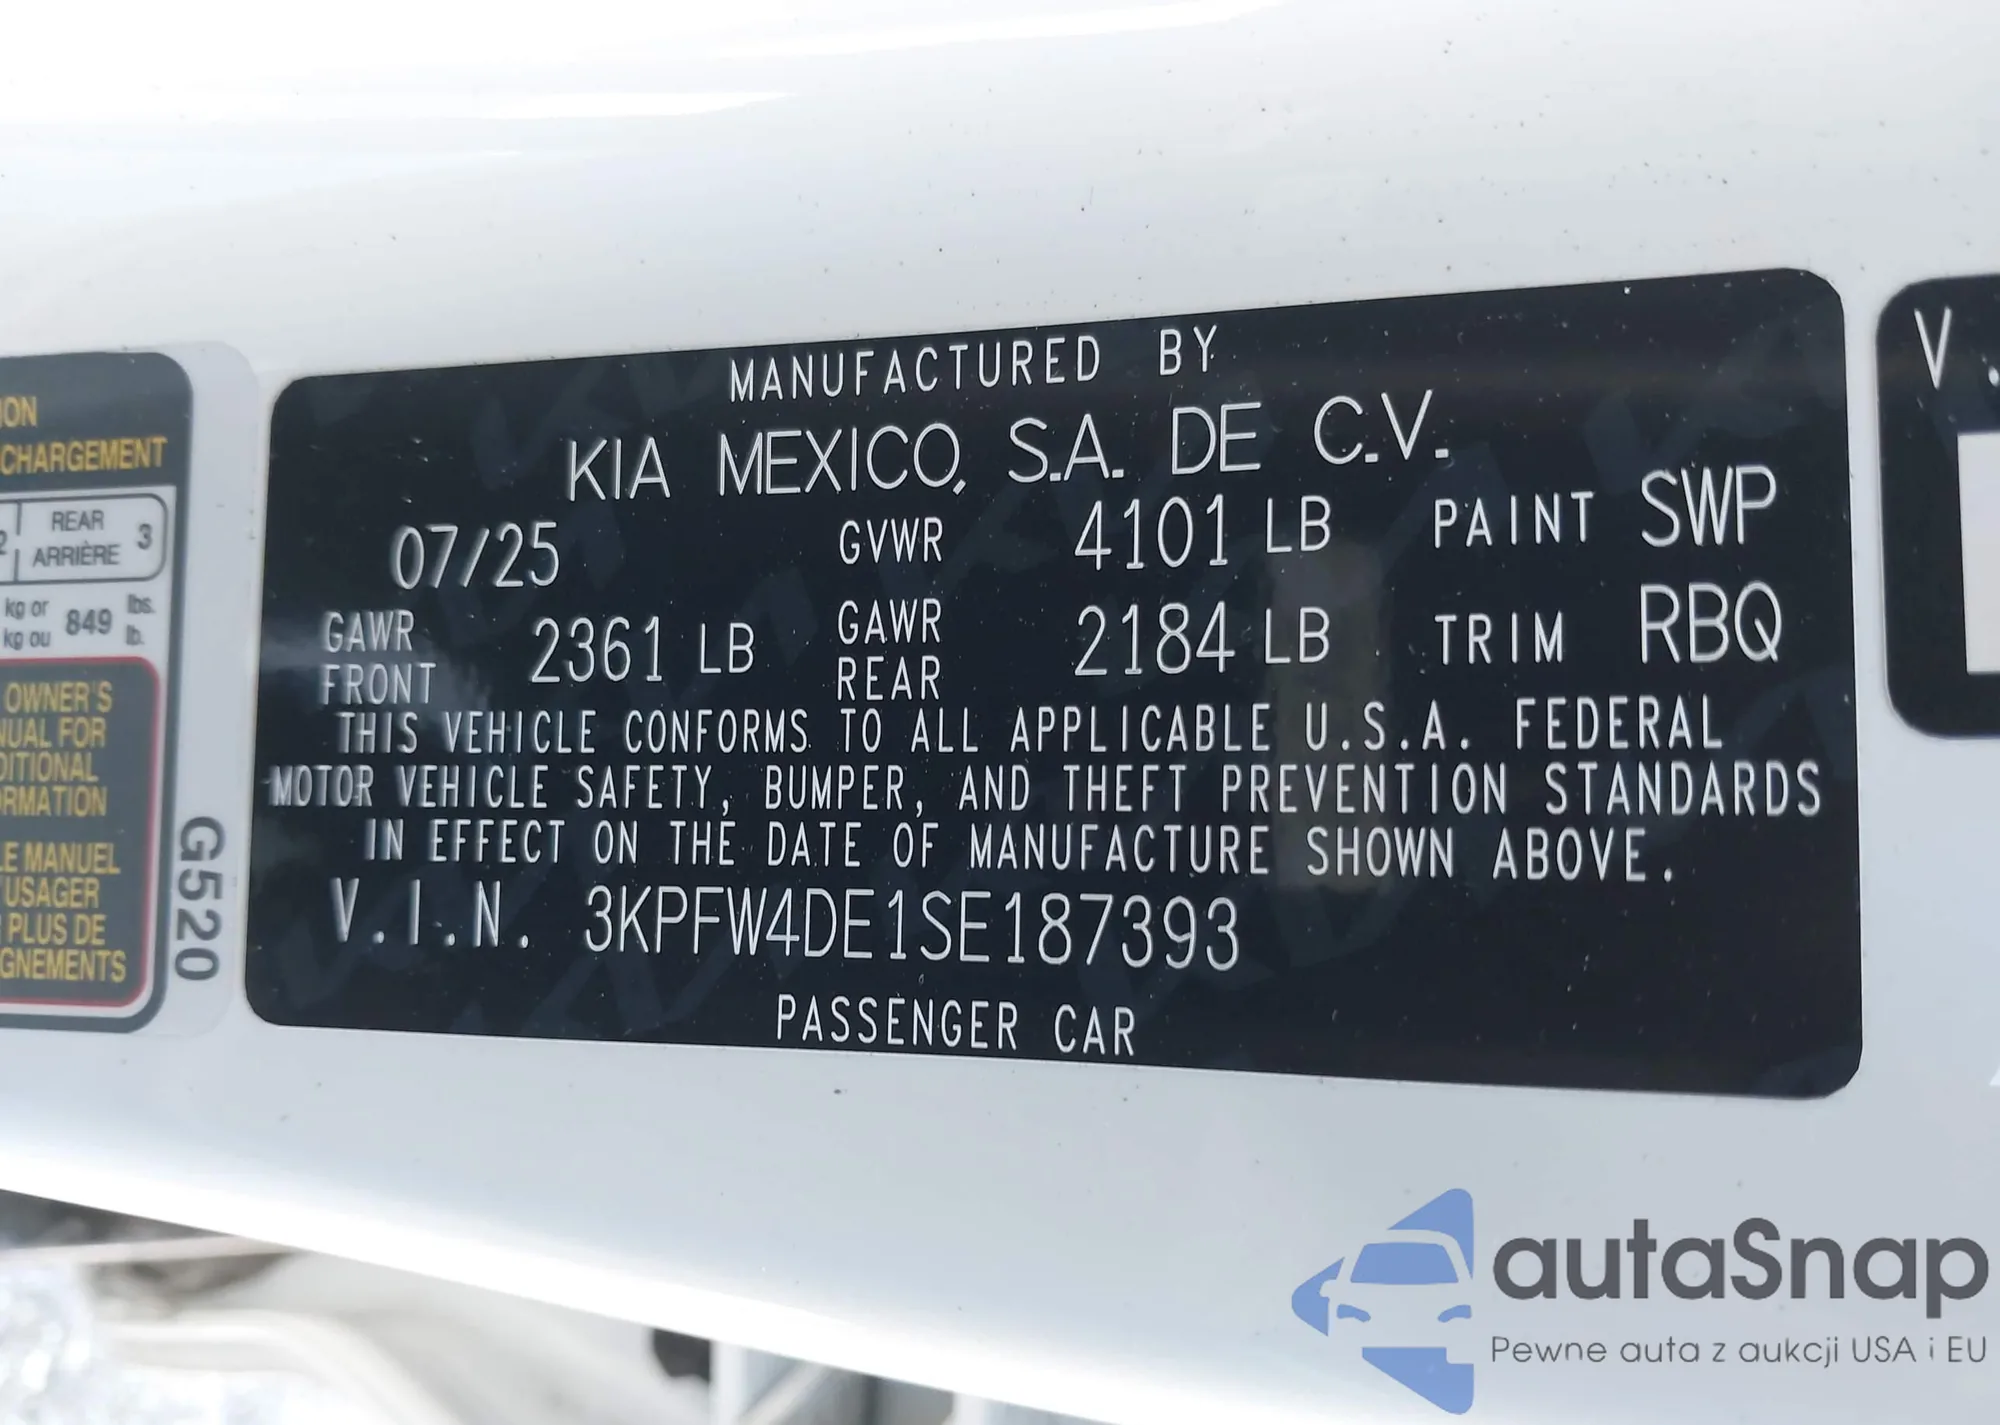 ION
CHARGEMENT
2 REAR 3
ARRIÈRE
kg or 849 lbs.
kg ou lb.
OWNER'S
NUAL FOR
DITIONAL
ORMATION
LE MANUEL
USAGER
PLUS DE
GNEMENTS
G520
MANUFACTURED BY
KIA MEXICO, S.A. DE C.V.
07/25 GVWR 4101 LB PAINT SWP
GAWR FRONT 2361 LB GAWR REAR 2184 LB TRIM RBQ
THIS VEHICLE CONFORMS TO ALL APPLICABLE U.S.A. FEDERAL
MOTOR VEHICLE SAFETY, BUMPER, AND THEFT PREVENTION STANDARDS
IN EFFECT ON THE DATE OF MANUFACTURE SHOWN ABOVE.
V.I.N. 3KPFW4DE1SE187393
PASSENGER CAR
V.
autaSnap
Pewne auta z aukcji USA i EU